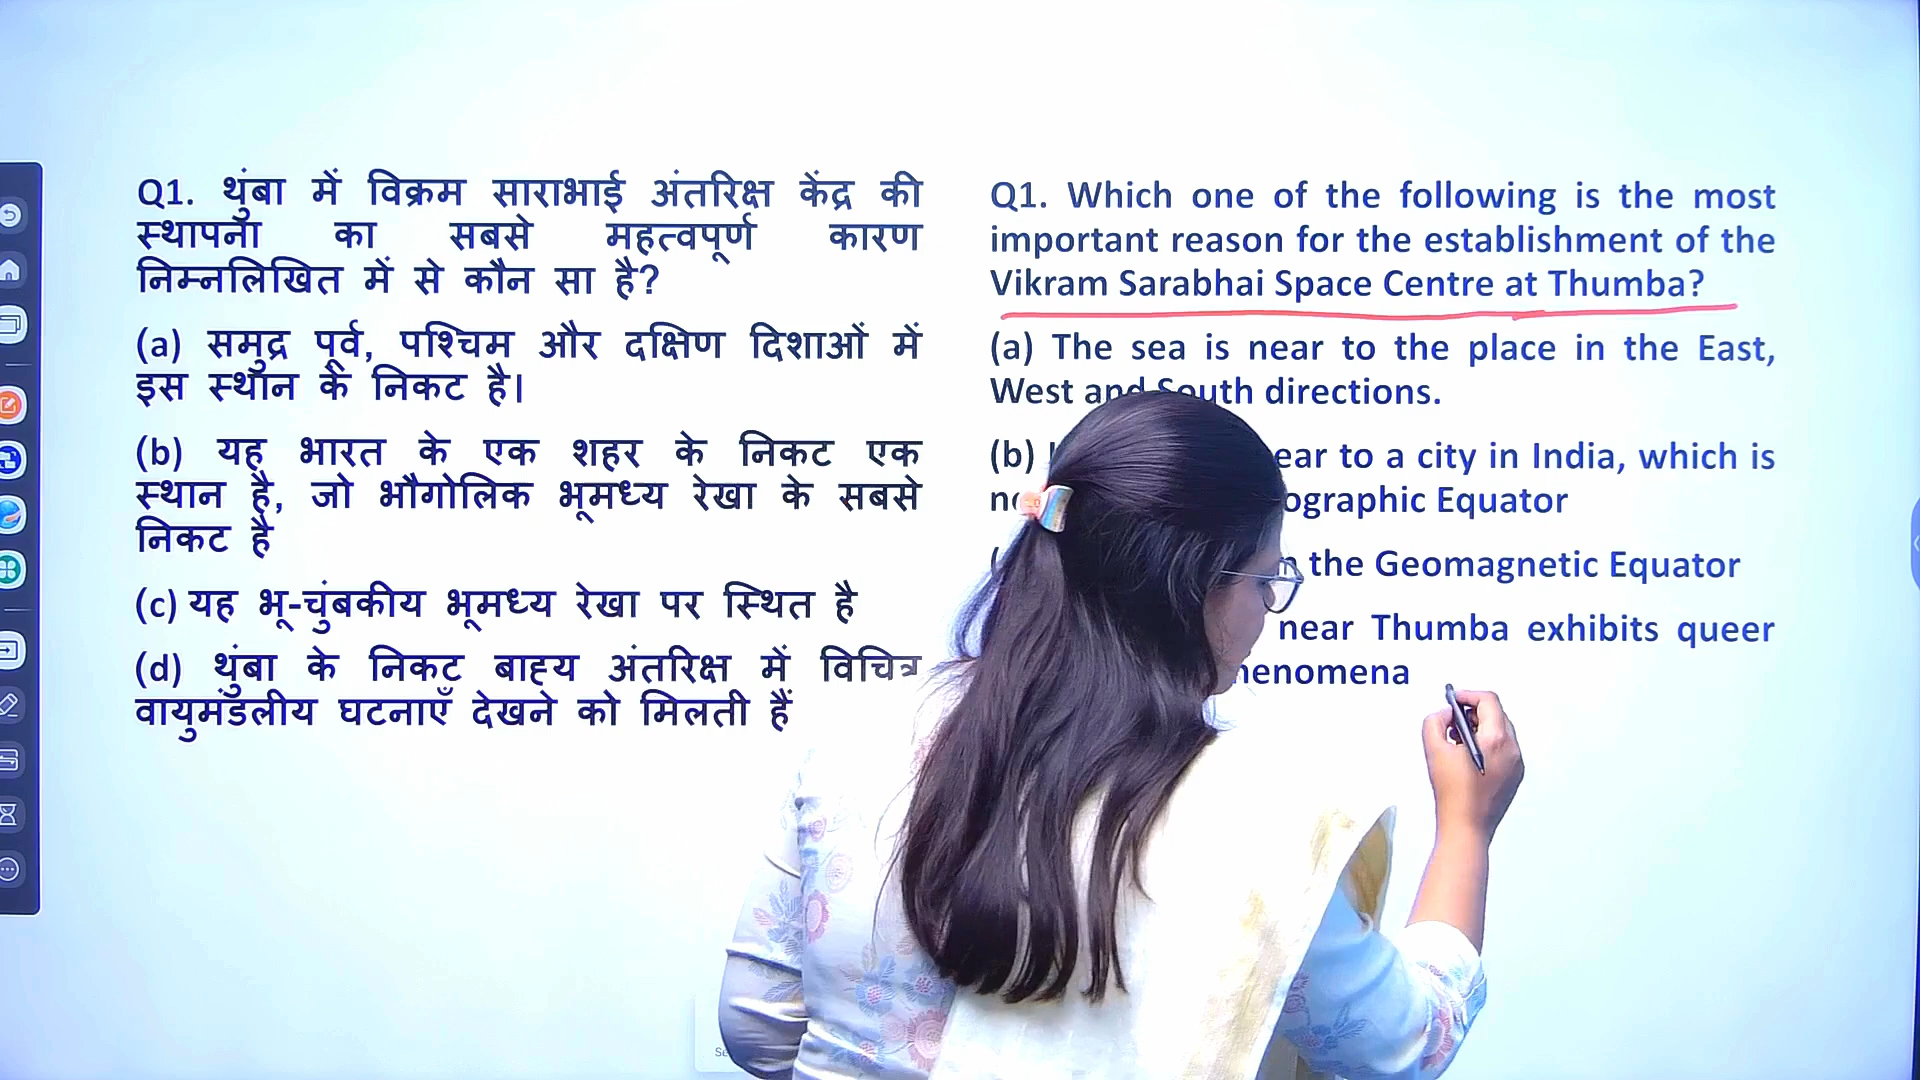 Q1. थुंबा में विक्रम साराभाई अंतरिक्ष केंद्र की
स्थापना का सबसे महत्वपूर्ण कारण
निम्नलिखित में से कौन सा है?
(a) समुद्र पूर्व, पश्चिम और दक्षिण दिशाओं में
इस स्थान के निकट है।
(b) यह भारत के एक शहर के निकट एक
स्थान है, जो भौगोलिक भूमध्य रेखा के सबसे
निकट है
(c) यह भू-चुंबकीय भूमध्य रेखा पर स्थित है
(d) थुंबा के निकट बाह्य अंतरिक्ष में विचित्र
वायुमंडलीय घटनाएँ देखने को मिलती हैं
Q1. Which one of the following is the most
important reason for the establishment of the
Vikram Sarabhai Space Centre at Thumba?
(a) The sea is near to the place in the East,
West and South directions.
(b) ear to a city in India, which is
ographic Equator
the Geomagnetic Equator
near Thumba exhibits queer
henomena